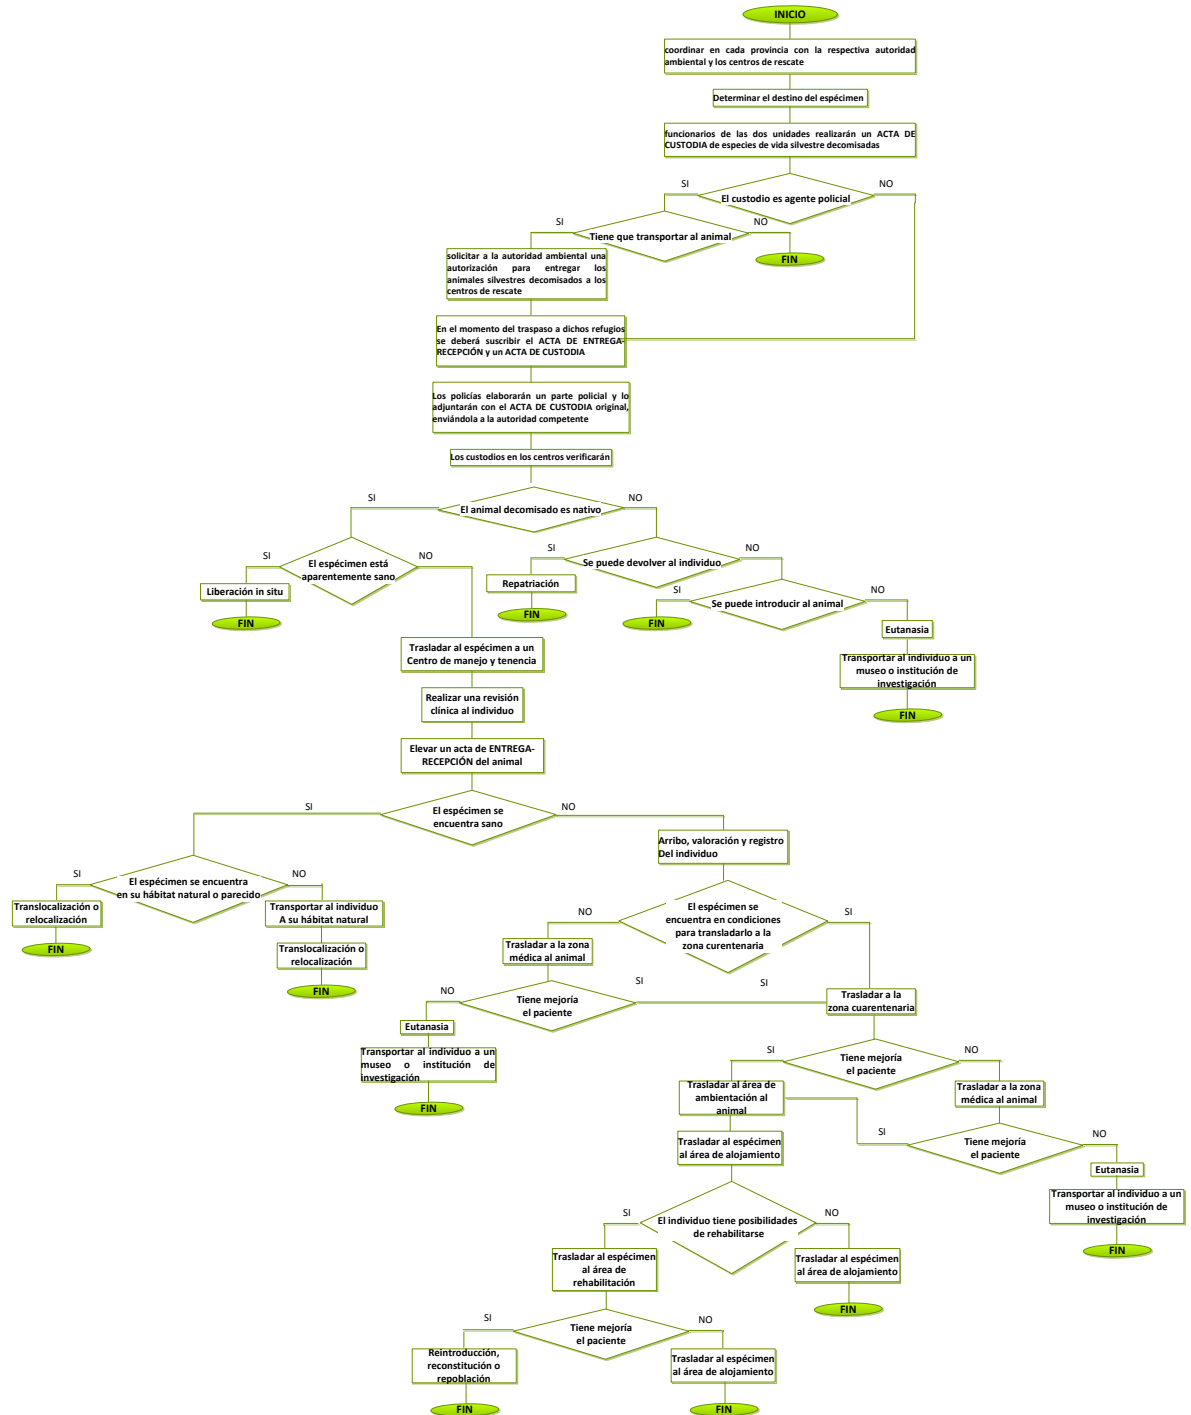 INICIO
coordinar en cada provincia con la respectiva autoridad
ambiental y los centros de rescate
Determinar el destino del espécimen
funcionarios de las dos unidades realizarán un ACTA DE
CUSTODIA de especies de vida silvestre decomisadas
SI
NO
El custodio es agente policial
SI
NO
Tiene que transportar al animal
FIN
solicitar a la autoridad ambiental una
autorización para entregar los
animales silvestres decomisados a los
centros de rescate
En el momento del traspaso a dichos refugios
se deberá suscribir el ACTA DE ENTREGA-
RECEPCIÓN y un ACTA DE CUSTODIA
Los policías elaborarán un parte policial y lo
adjuntarán con el ACTA DE CUSTODIA original,
enviándola a la autoridad competente
Los custodios en los centros verificarán
SI
NO
El animal decomisado es nativo
SI
El espécimen está
aparentemente sano
NO
SI
Se puede devolver al individuo
NO
Liberación in situ
FIN
Repatriación
FIN
SI
Se puede introducir al animal
NO
FIN
Eutanasia
Transportar al individuo a un
museo o institución de
investigación
FIN
Trasladar al espécimen a un
Centro de manejo y tenencia
Realizar una revisión
clínica al individuo
Elevar un acta de ENTREGA-
RECEPCIÓN del animal
SI
El espécimen se
encuentra sano
NO
Arribo, valoración y registro
Del individuo
SI
El espécimen se encuentra
en su hábitat natural o parecido
NO
Translocalización o
relocalización
FIN
Transportar al individuo
A su hábitat natural
Translocalización o
relocalización
FIN
NO
El espécimen se
encuentra en condiciones
para transladarlo a la
zona curentenaria
SI
Trasladar a la zona
médica al animal
NO
Tiene mejoría
el paciente
SI
SI
Trasladar a la
zona cuarentenaria
Eutanasia
Transportar al individuo a un
museo o institución de
investigación
FIN
SI
Tiene mejoría
el paciente
NO
Trasladar al área de
ambientación al
animal
Trasladar a la zona
médica al animal
Trasladar al espécimen
al área de alojamiento
SI
Tiene mejoría
el paciente
NO
Eutanasia
Transportar al individuo a un
museo o institución de
investigación
FIN
SI
El individuo tiene posibilidades
de rehabilitarse
NO
Trasladar al espécimen
al área de
rehabilitación
Trasladar al espécimen
al área de alojamiento
FIN
SI
Tiene mejoría
el paciente
NO
Reintroducción,
reconstitución o
repoblación
FIN
Trasladar al espécimen
al área de alojamiento
FIN